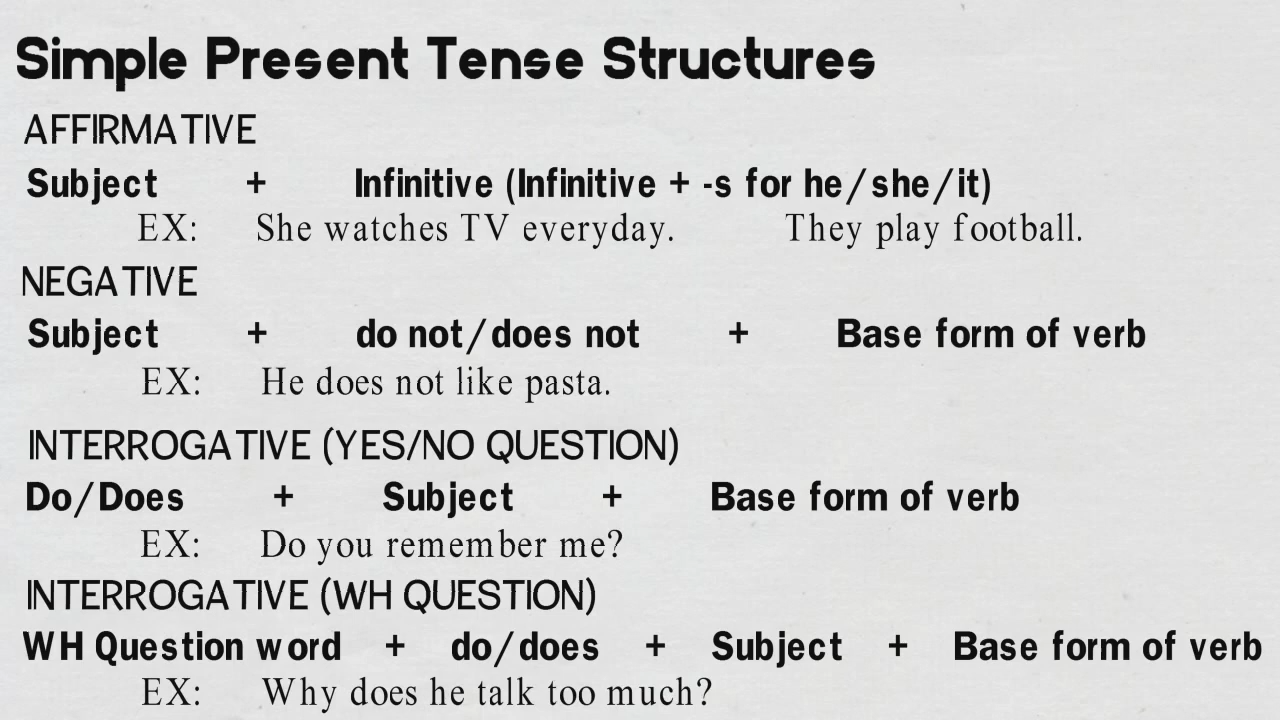 Simple Present Tense Structures
AFFIRMATIVE
Subject + Infinitive (Infinitive + -s for he/she/it)
EX: She watches TV everyday. They play football.
NEGATIVE
Subject + do not/does not + Base form of verb
EX: He does not like pasta.
INTERROGATIVE (YES/NO QUESTION)
Do/Does + Subject + Base form of verb
EX: Do you remember me?
INTERROGATIVE (WH QUESTION)
WH Question word + do/does + Subject + Base form of verb
EX: Why does he talk too much?